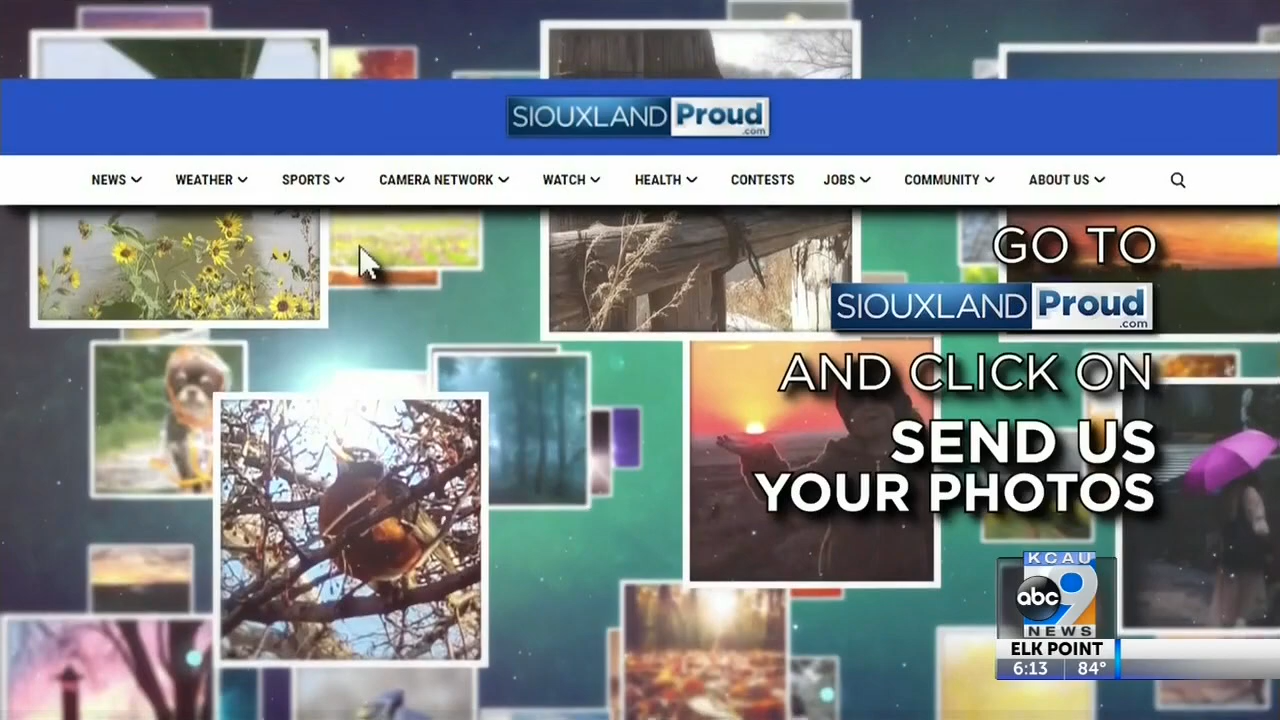 SIOUXLAND Proud
.com
NEWS WEATHER SPORTS CAMERA NETWORK WATCH HEALTH CONTESTS JOBS COMMUNITY ABOUT US
GO TO
SIOUXLAND Proud
.com
AND CLICK ON
SEND US
YOUR PHOTOS
KCAU
abc 9
NEWS
ELK POINT
6:13 84°